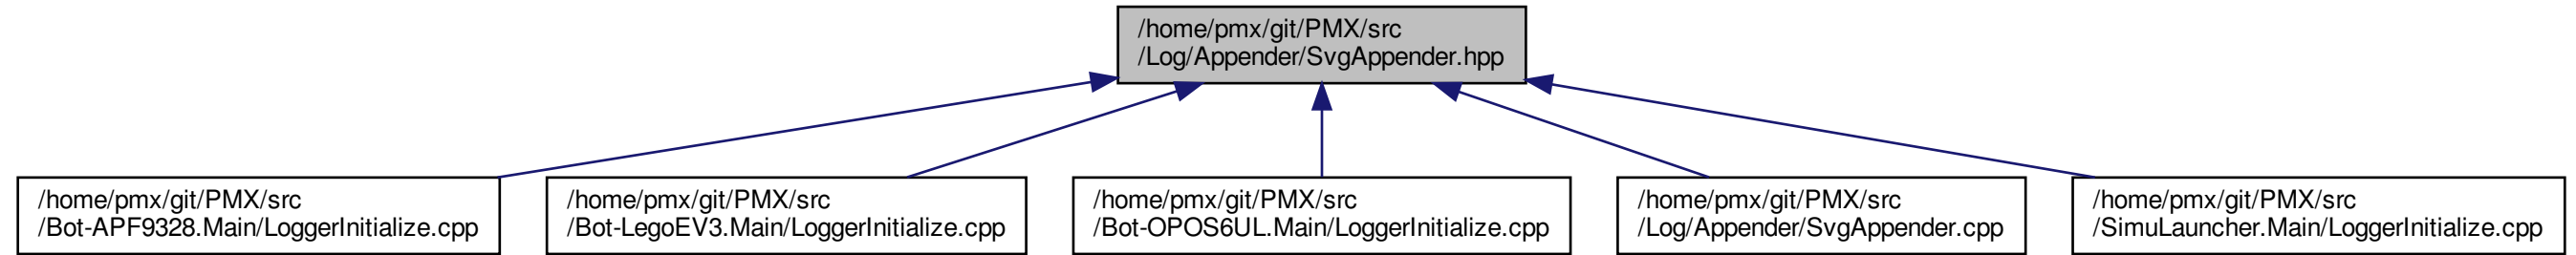 /home/pmx/git/PMX/src
/Log/Appender/SvgAppender.hpp
/home/pmx/git/PMX/src
/Bot-APF9328.Main/LoggerInitialize.cpp
/home/pmx/git/PMX/src
/Bot-LegoEV3.Main/LoggerInitialize.cpp
/home/pmx/git/PMX/src
/Bot-OPOS6UL.Main/LoggerInitialize.cpp
/home/pmx/git/PMX/src
/Log/Appender/SvgAppender.cpp
/home/pmx/git/PMX/src
/SimuLauncher.Main/LoggerInitialize.cpp